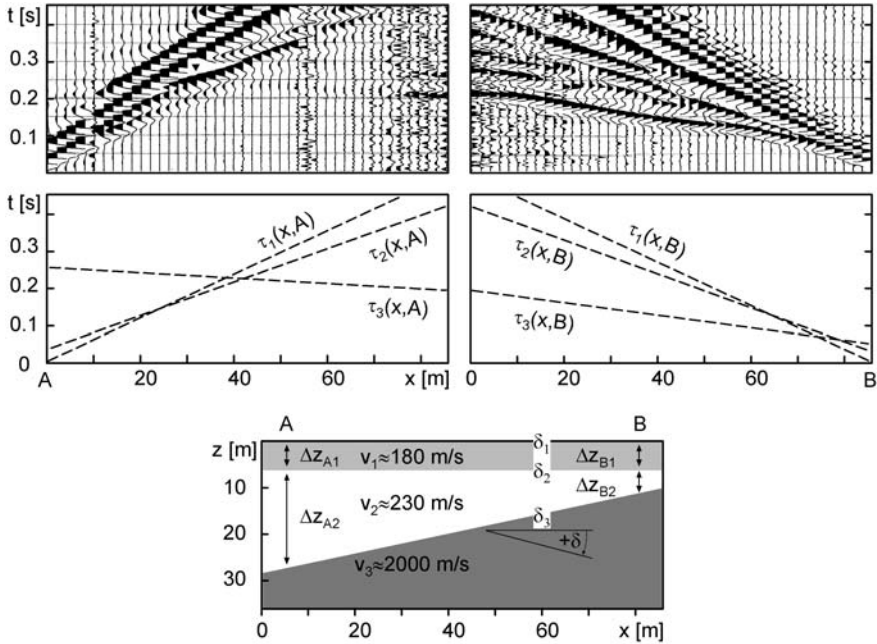 t [s]
0.3
0.2
0.1
t [s]
0.3
0.2
0.1
0
τ1(x,A)
τ2(x,A)
τ3(x,A)
τ1(x,B)
τ2(x,B)
τ3(x,B)
A 20 40 60 x [m] 0 20 40 60 x [m] B
A B
z [m]
10
20
30
ΔzA1 v1≈180 m/s δ1 ΔzB1
δ2
ΔzA2 v2≈230 m/s ΔzB2
δ3
+δ
v3≈2000 m/s
0 20 40 60 x [m]